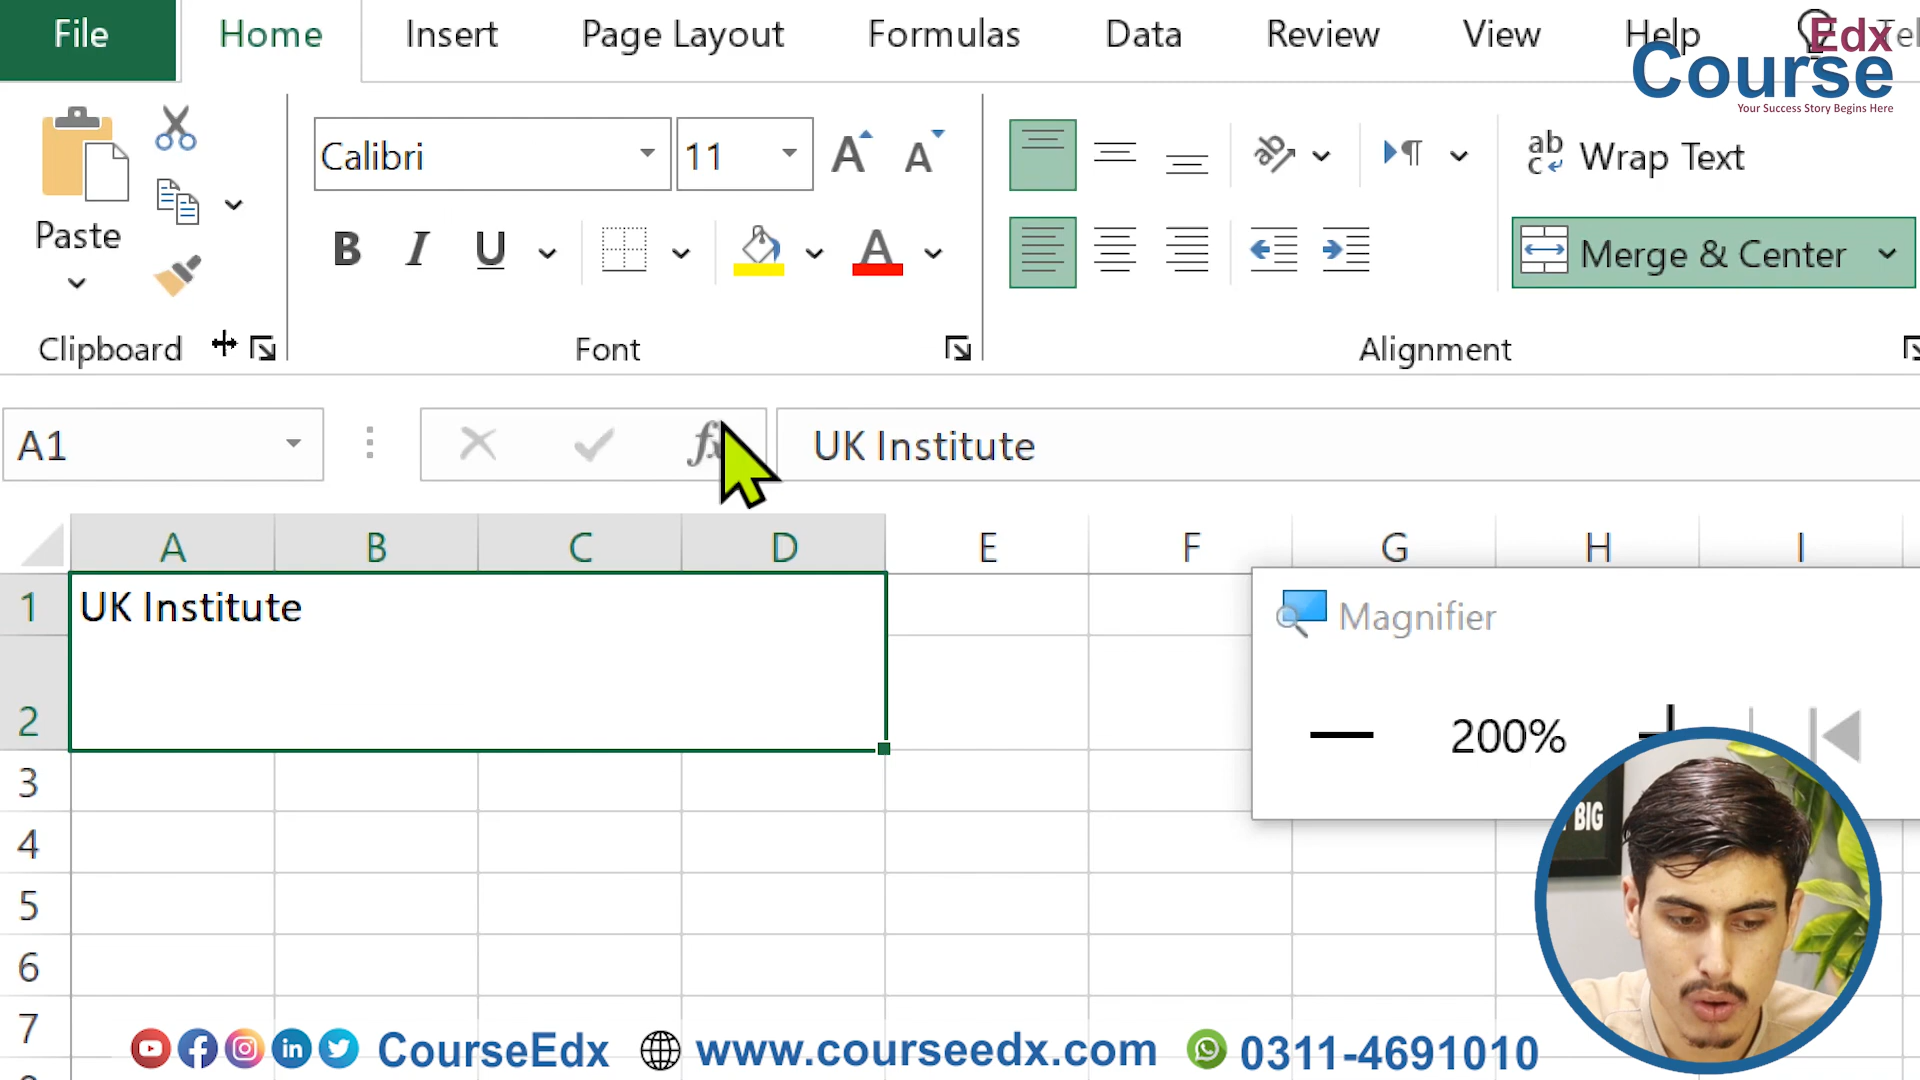 File Home Insert Page Layout Formulas Data Review View Help
Edx
Course
Your Success Story Begins Here
Calibri 11 A A ab Wrap Text
Paste B I U A Merge & Center
Clipboard Font Alignment
A1 fx UK Institute
A B C D E F G H I
1 UK Institute
Magnifier
2 200%
3
BIG
4
5
6
7
CourseEdx www.courseedx.com 0311-4691010